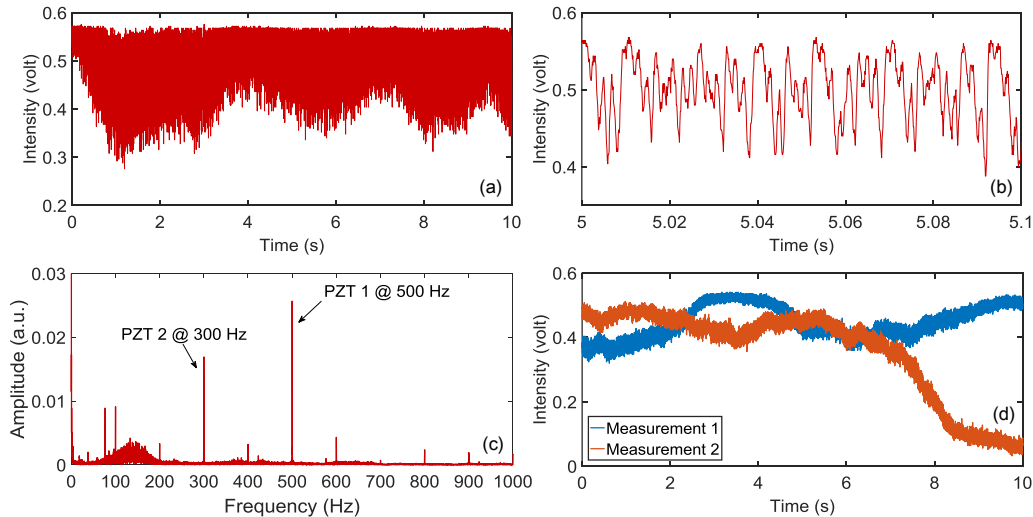 Intensity (volt)
0.6
0.5
0.4
0.3
0.2
0
2
4
6
8
10
Time (s)
(a)
Intensity (volt)
0.6
0.5
0.4
5
5.02
5.04
5.06
5.08
5.1
Time (s)
(b)
Amplitude (a.u.)
0.03
0.02
0.01
0
PZT 1 @ 500 Hz
PZT 2 @ 300 Hz
0
100
200
300
400
500
600
700
800
900
1000
Frequency (Hz)
(c)
Intensity (volt)
0.6
0.4
0.2
0
Measurement 1
Measurement 2
0
2
4
6
8
10
Time (s)
(d)